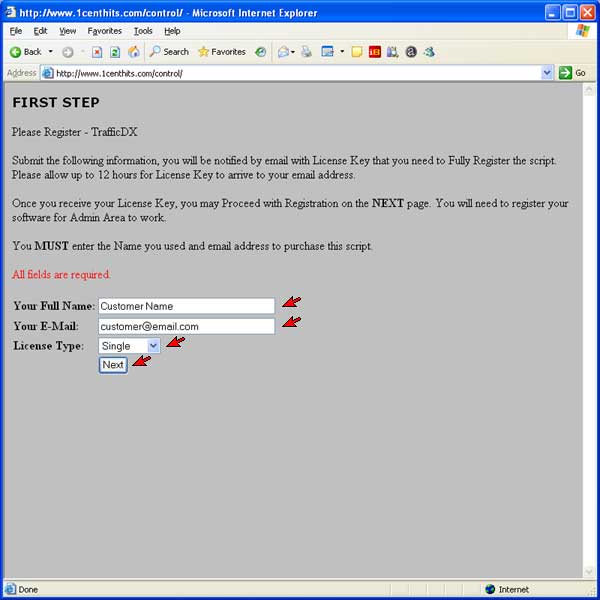 http://www.1centhits.com/control/ - Microsoft Internet Explorer
File Edit View Favorites Tools Help
Back Search Favorites
Address http://www.1centhits.com/control/ Go
FIRST STEP
Please Register - TrafficDX
Submit the following information, you will be notified by email with License Key that you need to Fully Register the script.
Please allow up to 12 hours for License Key to arrive to your email address.
Once you receive your License Key, you may Proceed with Registration on the NEXT page. You will need to register your
software for Admin Area to work.
You MUST enter the Name you used and email address to purchase this script.
All fields are required.
Your Full Name: Customer Name
Your E-Mail: customer@email.com
License Type: Single
Next
Done Internet